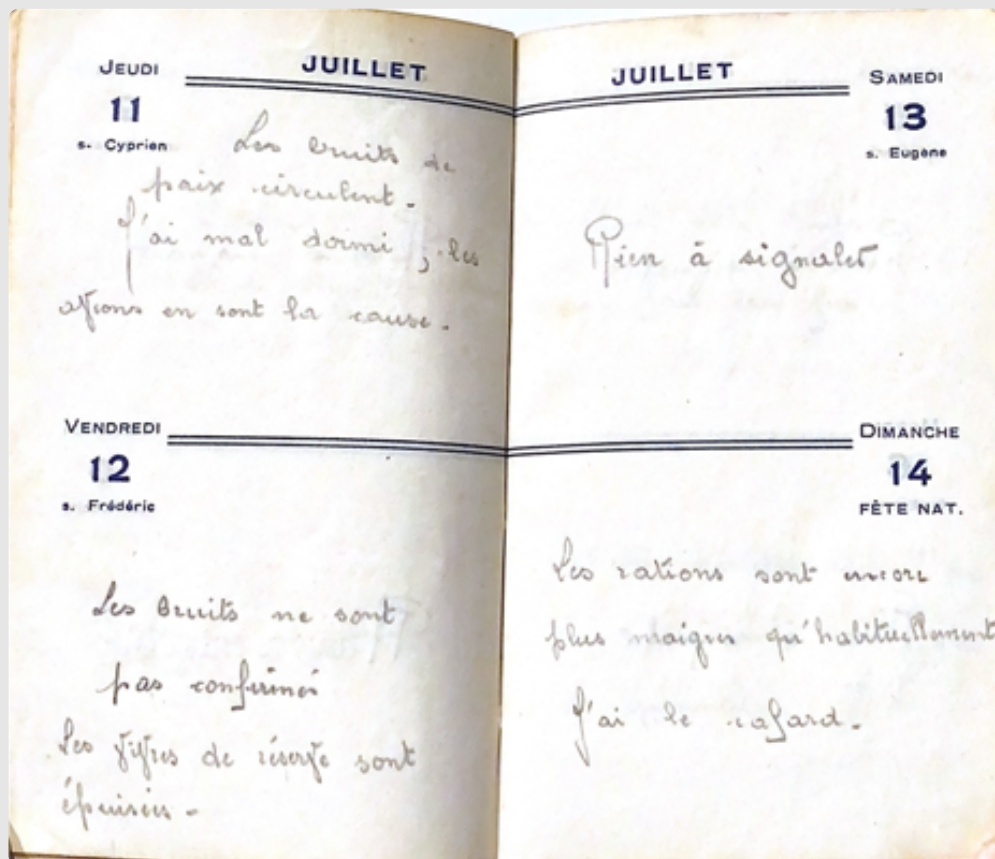 JEUDI
JUILLET
11
s. Cyprien
Les bruits de
paix circulent.
J'ai mal dormi ; les
avions en sont la cause.
VENDREDI
12
s. Frédéric
Les bruits ne sont
pas confirmés
Les vivres de réserve sont
épuisés -
JUILLET
SAMEDI
13
s. Eugène
Rien à signaler
DIMANCHE
14
FÊTE NAT.
Les rations sont encore
plus maigres qu'habituellement
J'ai le cafard.